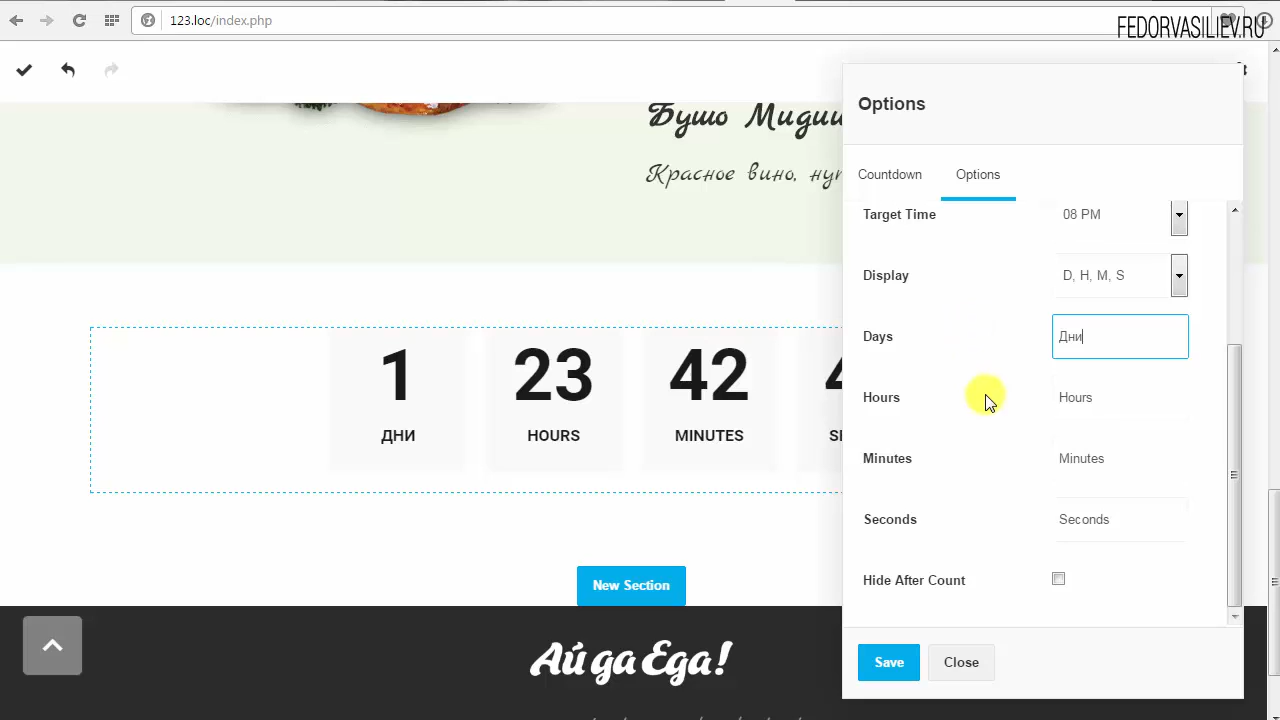 123.loc/index.php
FEDORVASILIEV.RU
Options
Бушо Мидии
Красное вино,
Countdown
Options
Target Time
08 PM
Display
D, H, M, S
Days
Дни
Hours
Hours
Minutes
Minutes
Seconds
Seconds
Hide After Count
1
23
42
ДНИ
HOURS
MINUTES
New Section
Ай да Еда!
Save
Close